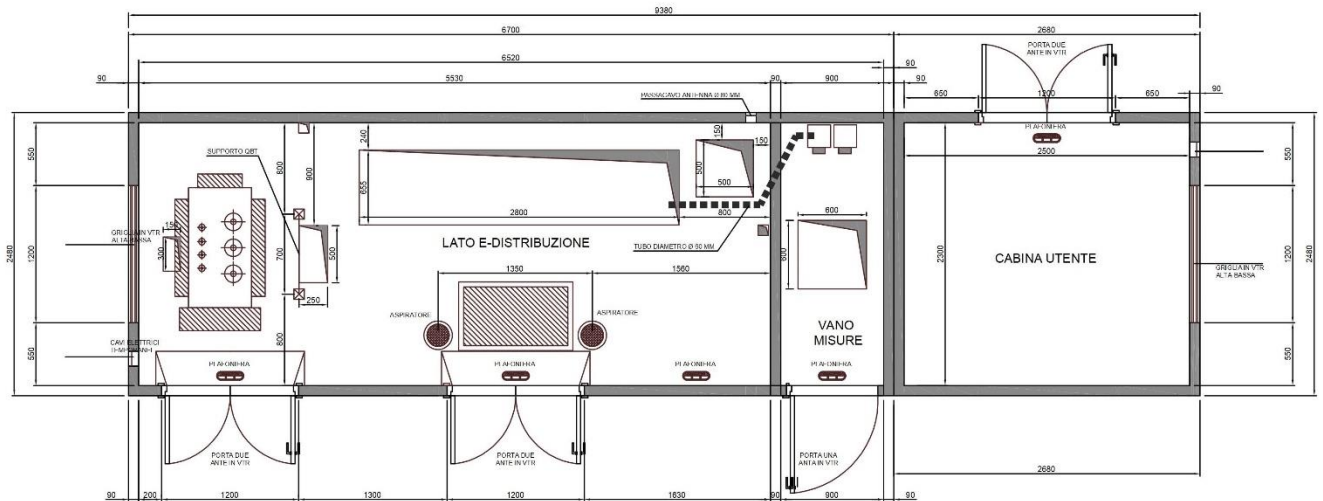 9380
6700
2680
6520
PORTA DUE
ANTE IN VTR
90
5530
90
900
90
90
650
1200
650
90
PASSACAVO ANTENNA Ø 80 MM
PLAFONIERA
2500
240
150
150
550
SUPPORTO QBT
800
900
655
500
500
550
2800
800
600
150
GRIGLIA IN VTR
ALTA BASSA
300
LATO E-DISTRIBUZIONE
TUBO DIAMETRO Ø 50 MM
2480
1200
700
500
600
2300
CABINA UTENTE
1200
2480
GRIGLIA IN VTR
ALTA BASSA
250
1350
1560
ASPIRATORE
ASPIRATORE
VANO
MISURE
CAVI ELETTRICI
TEMPORANEI
550
800
550
PLAFONIERA
PLAFONIERA
PLAFONIERA
PLAFONIERA
PORTA DUE
ANTE IN VTR
PORTA DUE
ANTE IN VTR
PORTA UNA
ANTA IN VTR
2680
90
200
1200
1300
1200
1630
90
900
90